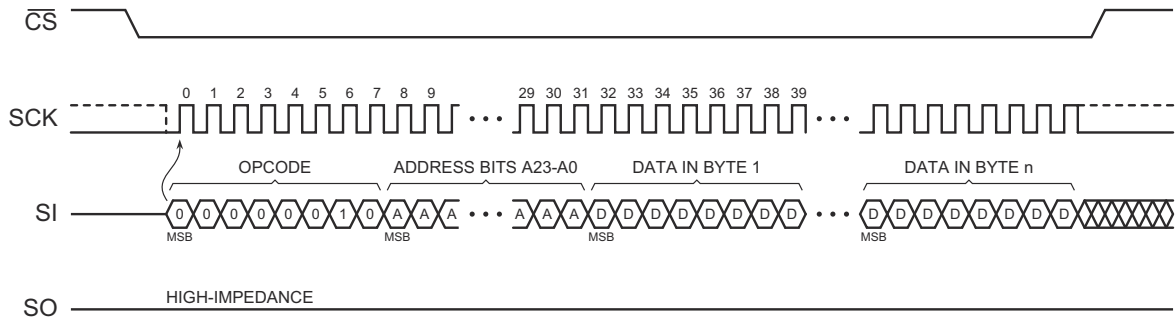 CS
SCK
0 1 2 3 4 5 6 7 8 9 29 30 31 32 33 34 35 36 37 38 39
OPCODE ADDRESS BITS A23-A0 DATA IN BYTE 1 DATA IN BYTE n
SI
0 0 0 0 0 0 1 0 A A A A A A D D D D D D D D D D D D D D D D
MSB MSB MSB MSB
SO
HIGH-IMPEDANCE